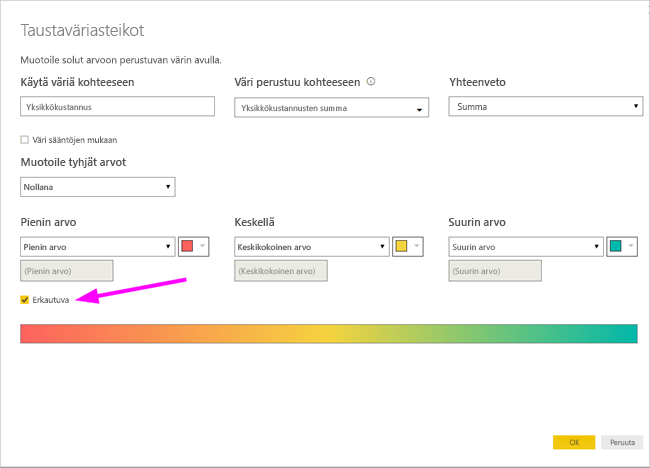 Taustaväriasteikot
Muotoile solut arvoon perustuvan värin avulla.
Käytä väriä kohteeseen
Väri perustuu kohteeseen
Yhteenveto
Yksikkökustannus
Yksikkökustannusten summa
Summa
Väri sääntöjen mukaan
Muotoile tyhjät arvot
Nollana
Pienin arvo
Keskellä
Suurin arvo
Pienin arvo
Keskikokoinen arvo
Suurin arvo
(Pienin arvo)
(Keskikokoinen arvo)
(Suurin arvo)
Erkautuva
OK
Peruuta